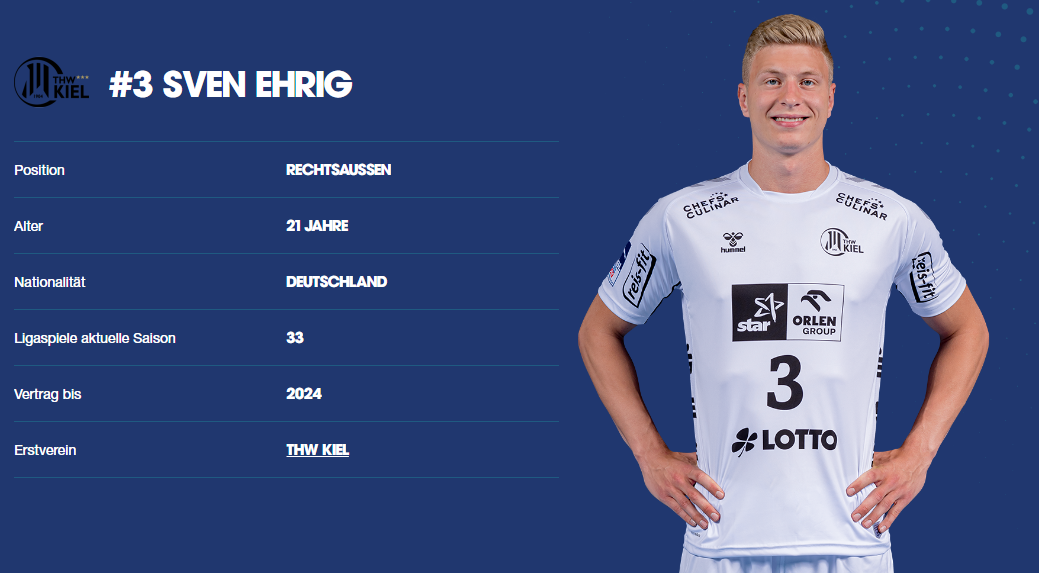 THW***
KIEL
#3 SVEN EHRIG
Position RECHTSAUSSEN
Alter 21 JAHRE
Nationalität DEUTSCHLAND
Ligaspiele aktuelle Saison 33
Vertrag bis 2024
Erstverein THW KIEL
CHEFS
CULINAR
CHEFS
CULINAR
hummel
THW
KIEL
reis-fit
reis-fit
star
ORLEN
GROUP
3
LOTTO